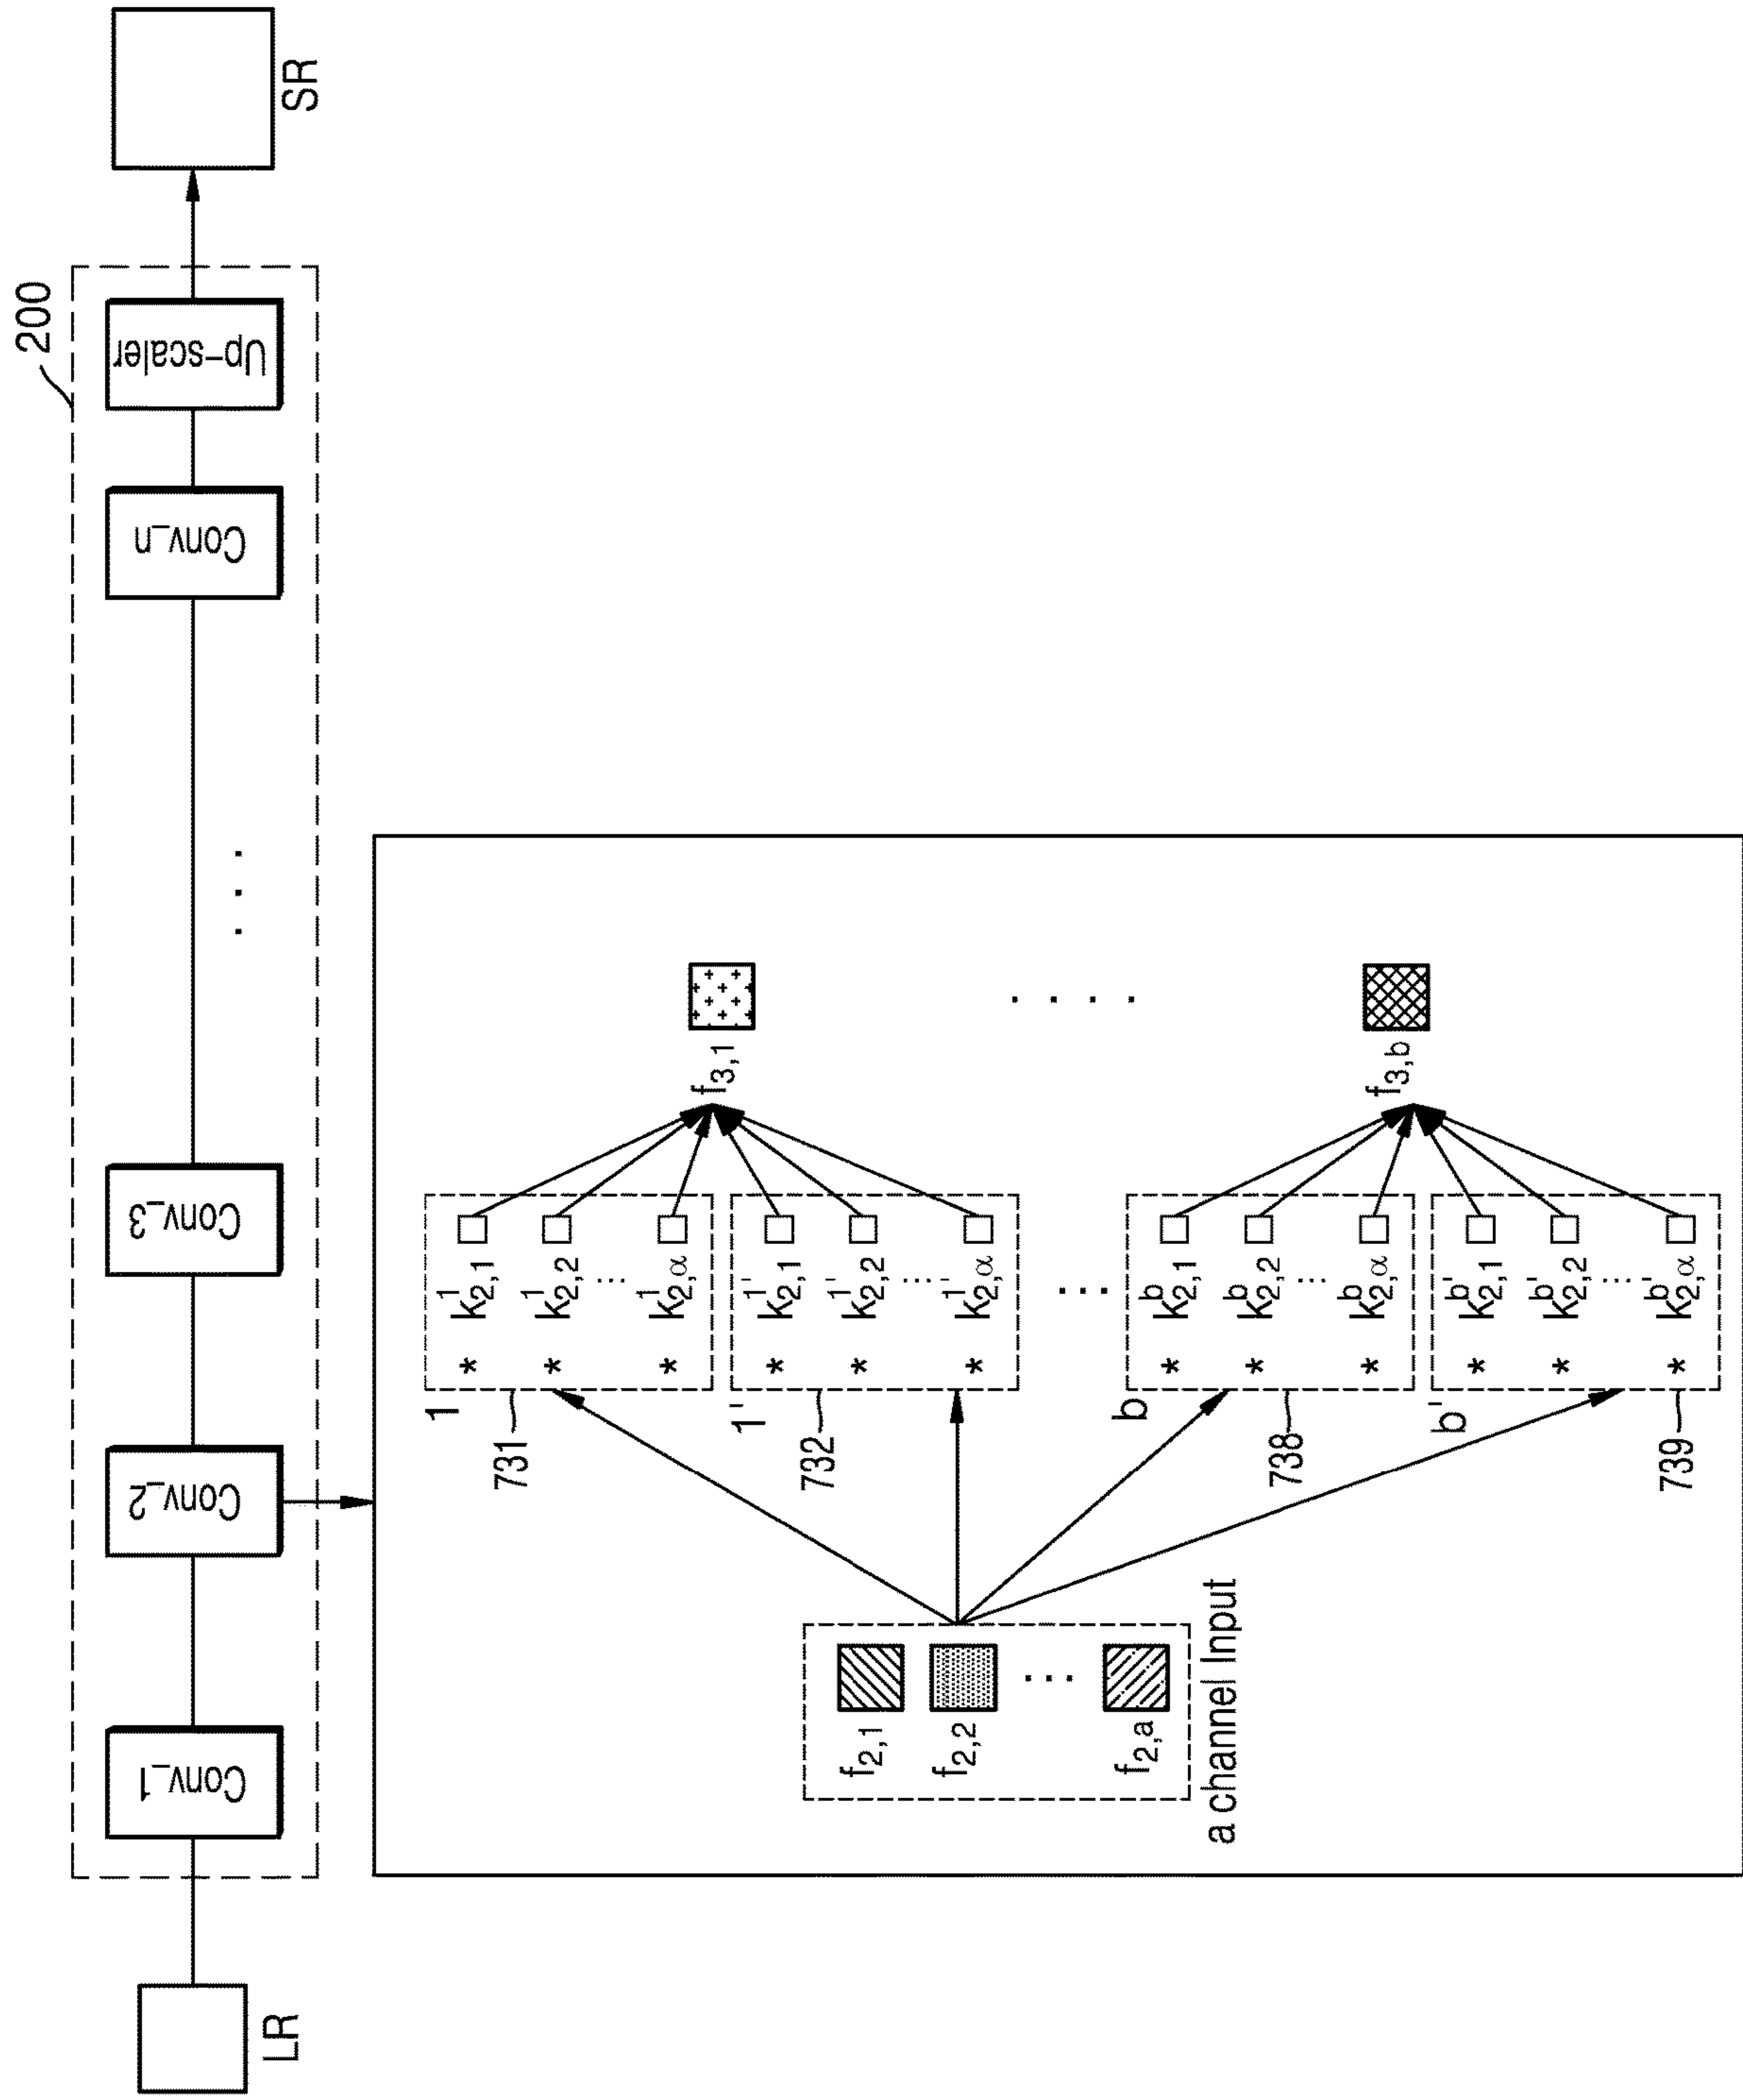 200
LR
Conv_1
Conv_2
Conv_3
. . .
Conv_n
Up-scaler
SR
a channel Input
f2,1
f2,2
...
f2,a
1
731
* k¹2,1
* k¹2,2
...
* k¹2,α
1'
732
* k¹'2,1
* k¹'2,2
...
* k¹'2,α
...
b
738
* kᵇ2,1
* kᵇ2,2
...
* kᵇ2,α
b'
739
* kᵇ'2,1
* kᵇ'2,2
...
* kᵇ'2,α
f3,1
. . . .
f3,b